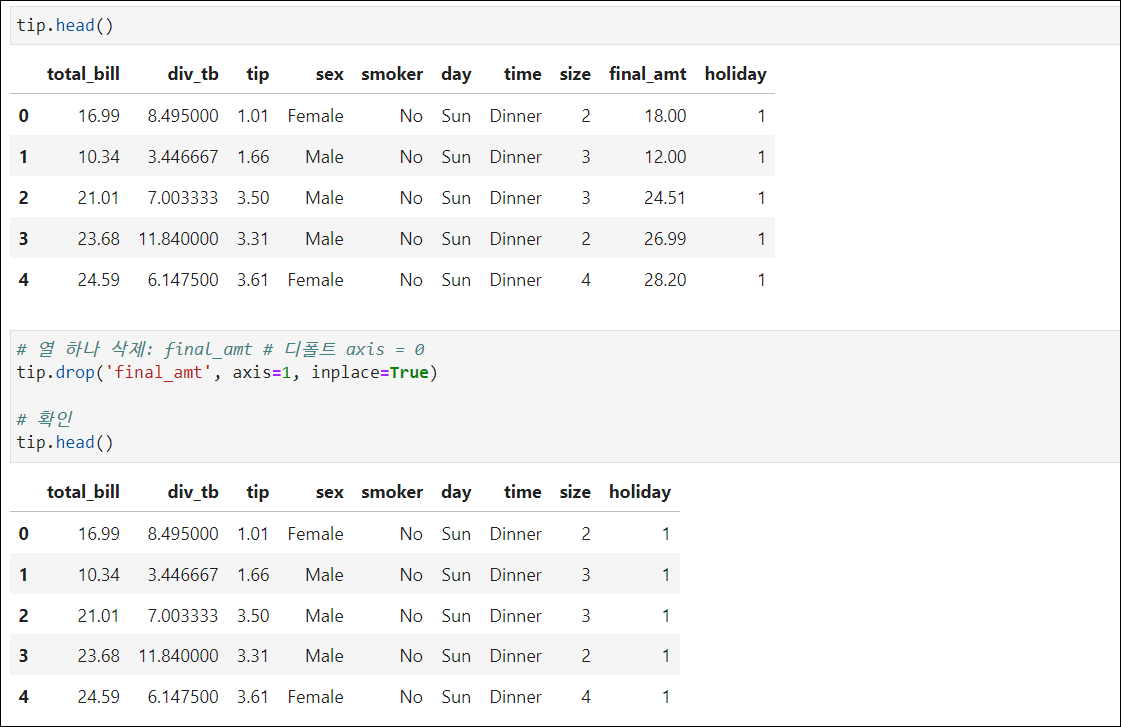 tip.head()
total_bill div_tb tip sex smoker day time size final_amt holiday
0 16.99 8.495000 1.01 Female No Sun Dinner 2 18.00 1
1 10.34 3.446667 1.66 Male No Sun Dinner 3 12.00 1
2 21.01 7.003333 3.50 Male No Sun Dinner 3 24.51 1
3 23.68 11.840000 3.31 Male No Sun Dinner 2 26.99 1
4 24.59 6.147500 3.61 Female No Sun Dinner 4 28.20 1
# 열 하나 삭제: final_amt # 디폴트 axis = 0
tip.drop('final_amt', axis=1, inplace=True)
# 확인
tip.head()
total_bill div_tb tip sex smoker day time size holiday
0 16.99 8.495000 1.01 Female No Sun Dinner 2 1
1 10.34 3.446667 1.66 Male No Sun Dinner 3 1
2 21.01 7.003333 3.50 Male No Sun Dinner 3 1
3 23.68 11.840000 3.31 Male No Sun Dinner 2 1
4 24.59 6.147500 3.61 Female No Sun Dinner 4 1